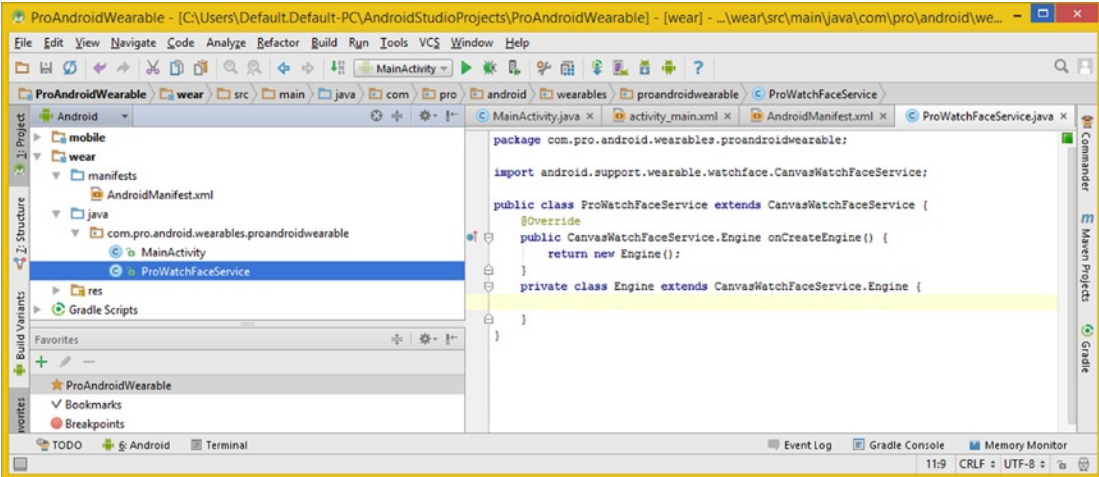 ProAndroidWearable - [C:\Users\Default.Default-PC\AndroidStudioProjects\ProAndroidWearable] - [wear] - ...\wear\src\main\java\com\pro\android\we...
File Edit View Navigate Code Analyze Refactor Build Run Tools VCS Window Help
MainActivity
ProAndroidWearable wear src main java com pro android wearables proandroidwearable ProWatchFaceService
Android
MainActivity.java × activity_main.xml × AndroidManifest.xml × ProWatchFaceService.java ×
1: Project
2: Structure
Build Variants
vorites
mobile
wear
manifests
AndroidManifest.xml
java
com.pro.android.wearables.proandroidwearable
MainActivity
ProWatchFaceService
res
Gradle Scripts
Favorites
ProAndroidWearable
Bookmarks
Breakpoints
package com.pro.android.wearables.proandroidwearable;
import android.support.wearable.watchface.CanvasWatchFaceService;
public class ProWatchFaceService extends CanvasWatchFaceService {
@Override
public CanvasWatchFaceService.Engine onCreateEngine() {
return new Engine();
}
private class Engine extends CanvasWatchFaceService.Engine {
}
}
Commander
Maven Projects
Gradle
TODO 6: Android Terminal Event Log Gradle Console Memory Monitor
11:9 CRLF UTF-8